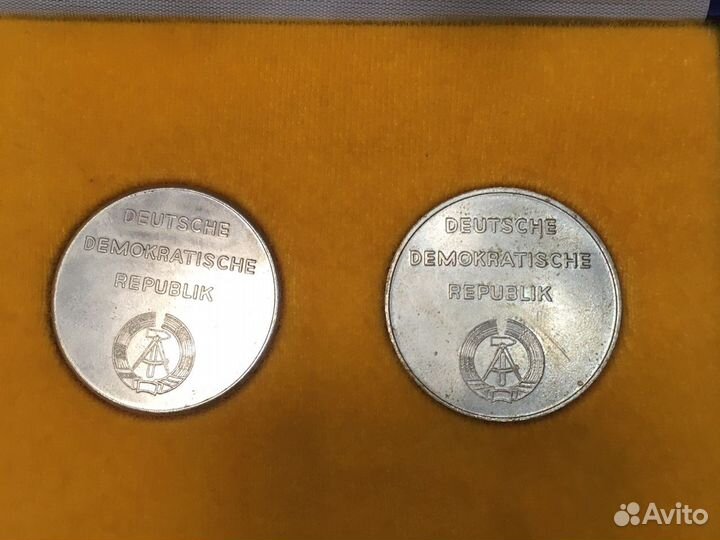 DEUTSCHE
DEMOKRATISCHE
REPUBLIK
DEUTSCHE
DEMOKRATISCHE
REPUBLIK
Avito